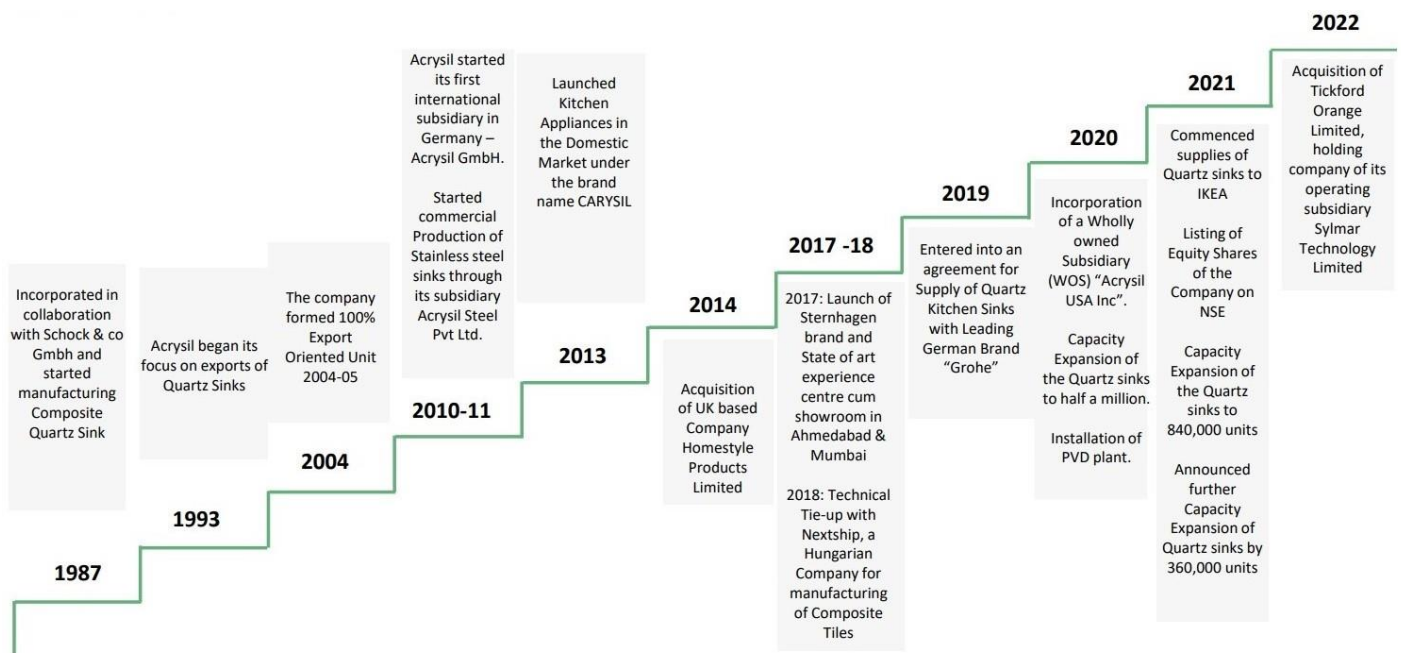 1987
Incorporated in
collaboration
with Schock & co
Gmbh and
started
manufacturing
Composite
Quartz Sink
1993
Acrysil began its
focus on exports of
Quartz Sinks
2004
The company
formed 100%
Export
Oriented Unit
2004-05
2010-11
Acrysil started
its first
international
subsidiary in
Germany –
Acrysil GmbH.
Started
commercial
Production of
Stainless steel
sinks through
its subsidiary
Acrysil Steel
Pvt Ltd.
2013
Launched
Kitchen
Appliances in
the Domestic
Market under
the brand
name CARYSIL
2014
Acquisition
of UK based
Company
Homestyle
Products
Limited
2017 -18
2017: Launch of
Sternhagen
brand and
State of art
experience
centre cum
showroom in
Ahmedabad &
Mumbai
2018: Technical
Tie-up with
Nextship, a
Hungarian
Company for
manufacturing
of Composite
Tiles
2019
Entered into an
agreement for
Supply of Quartz
Kitchen Sinks
with Leading
German Brand
“Grohe”
2020
Incorporation
of a Wholly
owned
Subsidiary
(WOS) “Acrysil
USA Inc”.
Capacity
Expansion of
the Quartz sinks
to half a million.
Installation of
PVD plant.
2021
Commenced
supplies of
Quartz sinks to
IKEA
Listing of
Equity Shares
of the
Company on
NSE
Capacity
Expansion of
the Quartz
sinks to
840,000 units
Announced
further
Capacity
Expansion of
Quartz sinks by
360,000 units
2022
Acquisition of
Tickford
Orange
Limited,
holding
company of its
operating
subsidiary
Sylmar
Technology
Limited